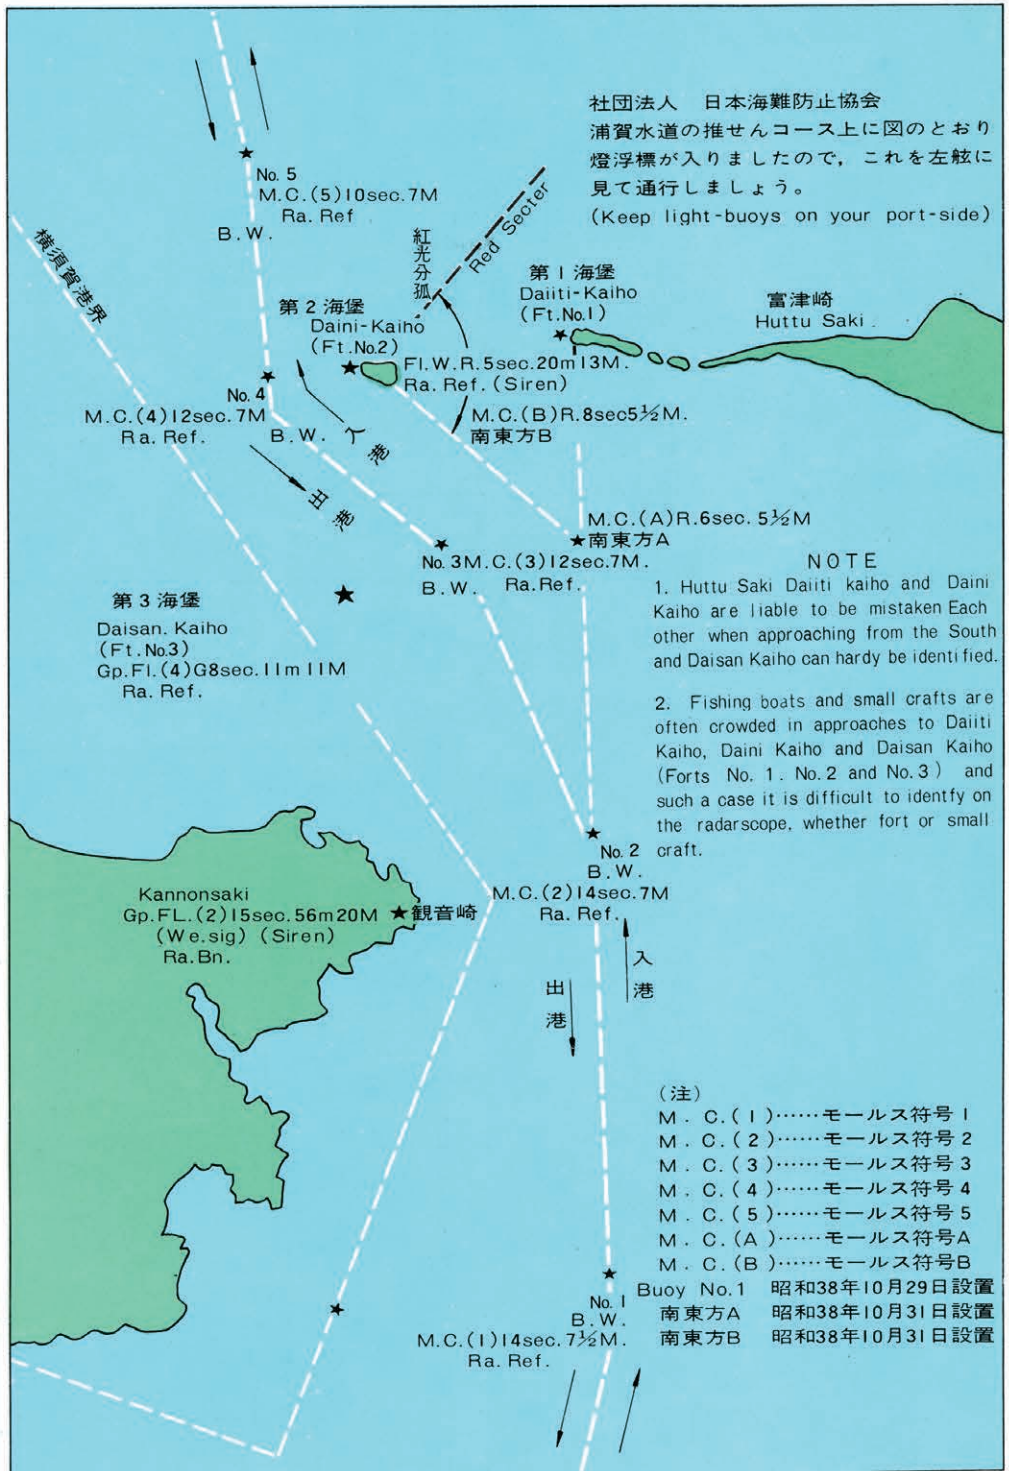 社団法人　日本海難防止協会
浦賀水道の推せんコース上に図のとおり
燈浮標が入りましたので，これを左舷に
見て通行しましょう。
(Keep light-buoys on your port-side)
No. 5
M.C.(5)10sec.7M
Ra. Ref
B.W.
横須賀港界
紅光分弧
Red Secter
第1海堡
Daiiti-Kaiho
(Ft.No.1)
富津崎
Huttu Saki
第2海堡
Daini-Kaiho
(Ft.No.2)
Fl.W.R.5sec.20m13M.
Ra. Ref. (Siren)
M.C.(B)R.8sec5½M.
南東方B
No. 4
M.C.(4)12sec.7M
Ra. Ref.
B.W.
入港
出港
M.C.(A)R.6sec. 5½M
南東方A
No. 3 M.C.(3)12sec.7M.
B.W.
Ra.Ref.
第3海堡
Daisan. Kaiho
(Ft.No.3)
Gp.Fl.(4)G8sec.11m11M
Ra. Ref.
NOTE
1. Huttu Saki Daiiti kaiho and Daini
Kaiho are liable to be mistaken Each
other when approaching from the South
and Daisan Kaiho can hardy be identified.
2. Fishing boats and small crafts are
often crowded in approaches to Daiiti
Kaiho, Daini Kaiho and Daisan Kaiho
(Forts No. 1. No.2 and No.3) and
such a case it is difficult to identfy on
the radarscope, whether fort or small
craft.
No. 2
B.W.
M.C.(2)14sec.7M
Ra. Ref.
Kannonsaki
Gp.FL.(2)15sec.56m20M
(We.sig) (Siren)
Ra.Bn.
観音崎
入港
出港
(注)
M. C.(1)……モールス符号1
M. C.(2)……モールス符号2
M. C.(3)……モールス符号3
M. C.(4)……モールス符号4
M. C.(5)……モールス符号5
M. C.(A)……モールス符号A
M. C.(B)……モールス符号B
Buoy No.1　昭和38年10月29日設置
南東方A　昭和38年10月31日設置
南東方B　昭和38年10月31日設置
No. 1
B.W.
M.C.(1)14sec.7½M.
Ra. Ref.